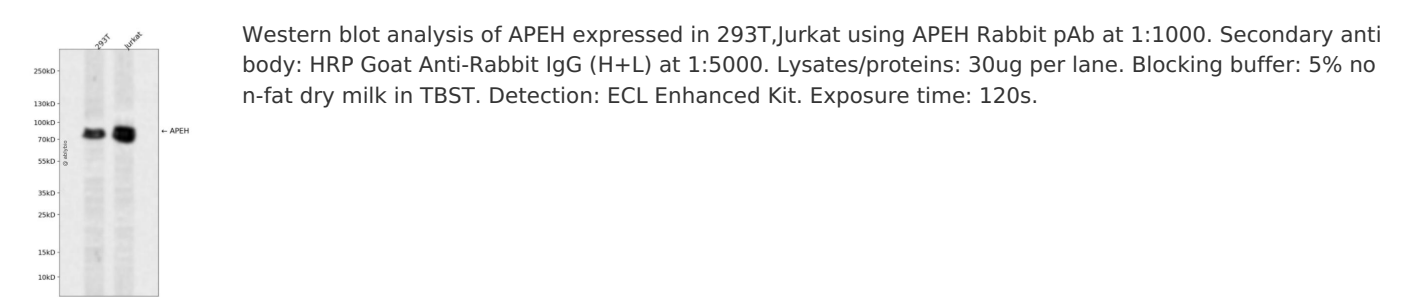 293T Jurkat
Western blot analysis of APEH expressed in 293T,Jurkat using APEH Rabbit pAb at 1:1000. Secondary anti
body: HRP Goat Anti-Rabbit IgG (H+L) at 1:5000. Lysates/proteins: 30ug per lane. Blocking buffer: 5% no
n-fat dry milk in TBST. Detection: ECL Enhanced Kit. Exposure time: 120s.
250kD
130kD
100kD
← APEH
70kD
55kD
35kD
25kD
15kD
10kD